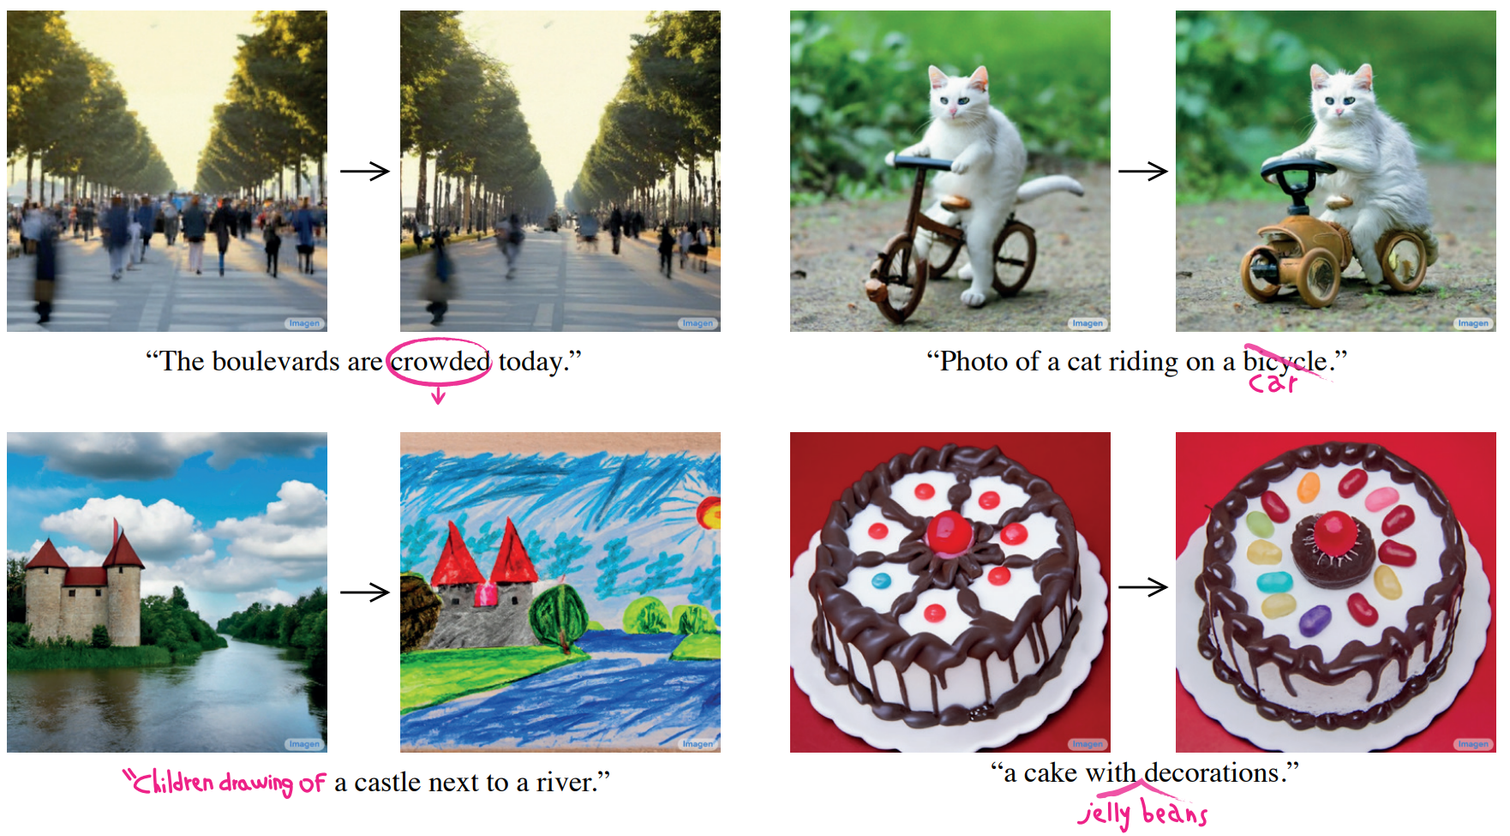 Imagen
Imagen
Imagen
Imagen
“The boulevards are crowded today.”
“Photo of a cat riding on a bicycle.”
car
Imagen
Imagen
Imagen
Imagen
“Children drawing of a castle next to a river.”
“a cake with decorations.”
jelly beans